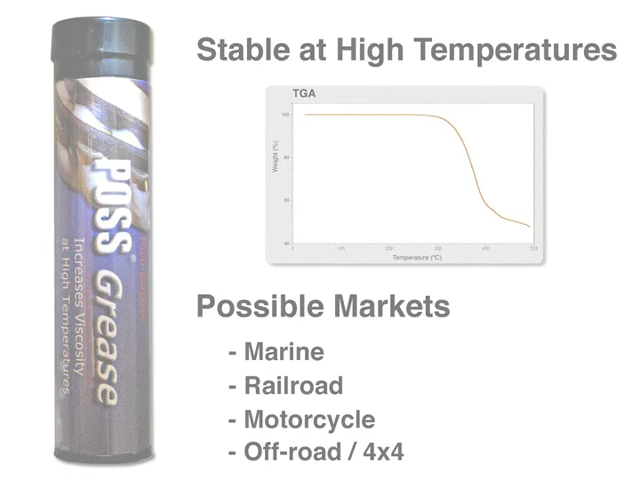 POSS® Grease
Increases Viscosity
at High Temperatures
Stable at High Temperatures
TGA
Weight (%)
100
80
60
40
0
100
200
300
400
500
Temperature (°C)
Possible Markets
- Marine
- Railroad
- Motorcycle
- Off-road / 4x4